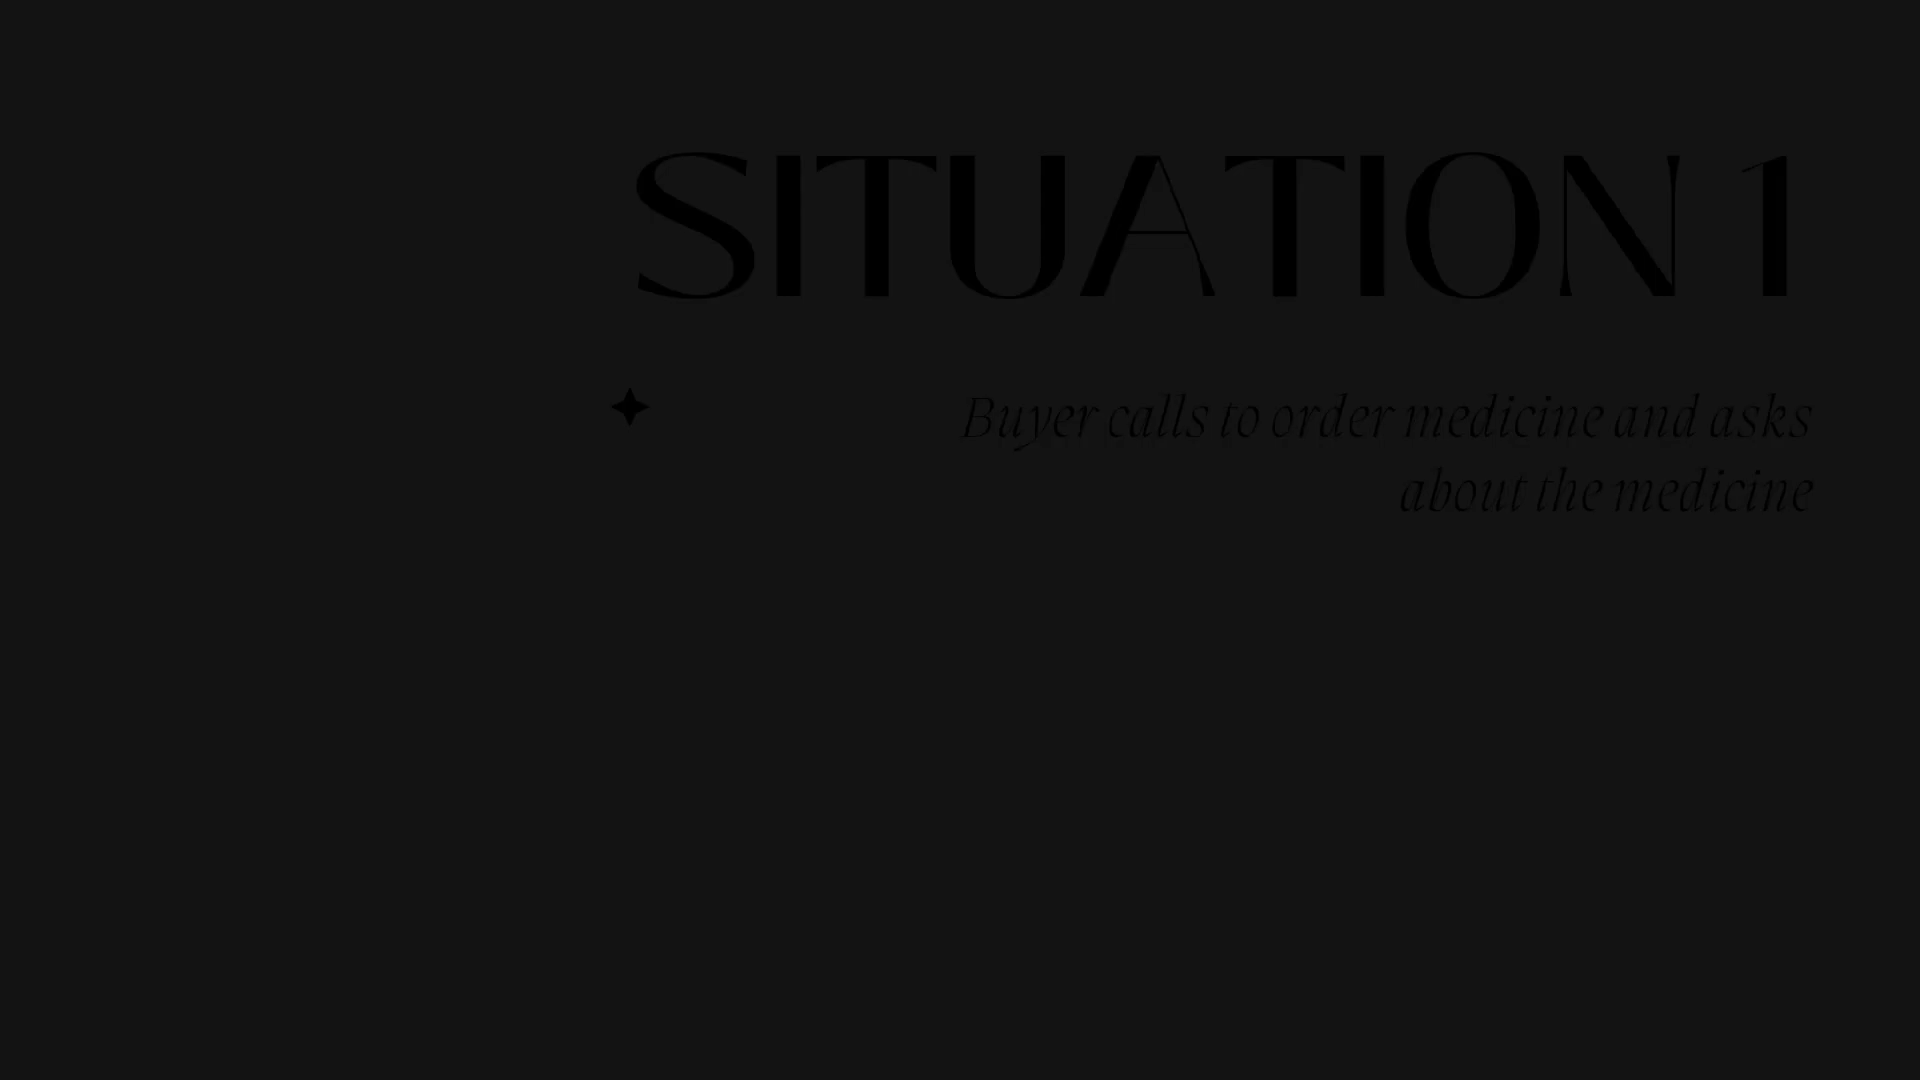 SITUATION 1
Buyer calls to order medicine and asks
about the medicine